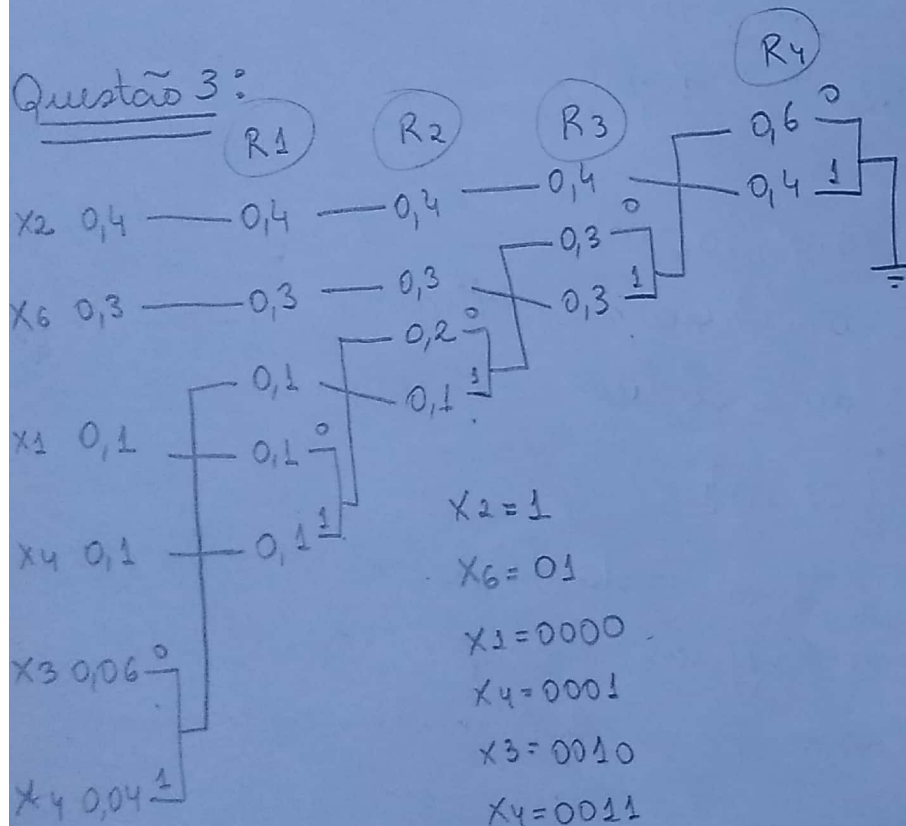 Questão 3:
R1 R2 R3 R4
X2 0,4 0,4 0,4 0,4 0,6 0
0,4 1
X6 0,3 0,3 0,3 0,3 0
0,3 1
X1 0,1 0,1 0,2 0
0,1 0 0,1 1
X4 0,1 0,1 1
X3 0,06 0
X4 0,04 1
X2=1
X6=01
X1=0000
X4=0001
X3=0010
X4=0011